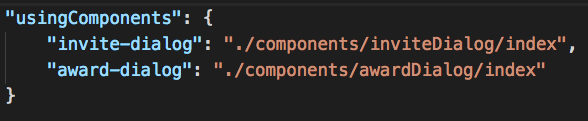 "usingComponents": {
    "invite-dialog": "./components/inviteDialog/index",
    "award-dialog": "./components/awardDialog/index"
}